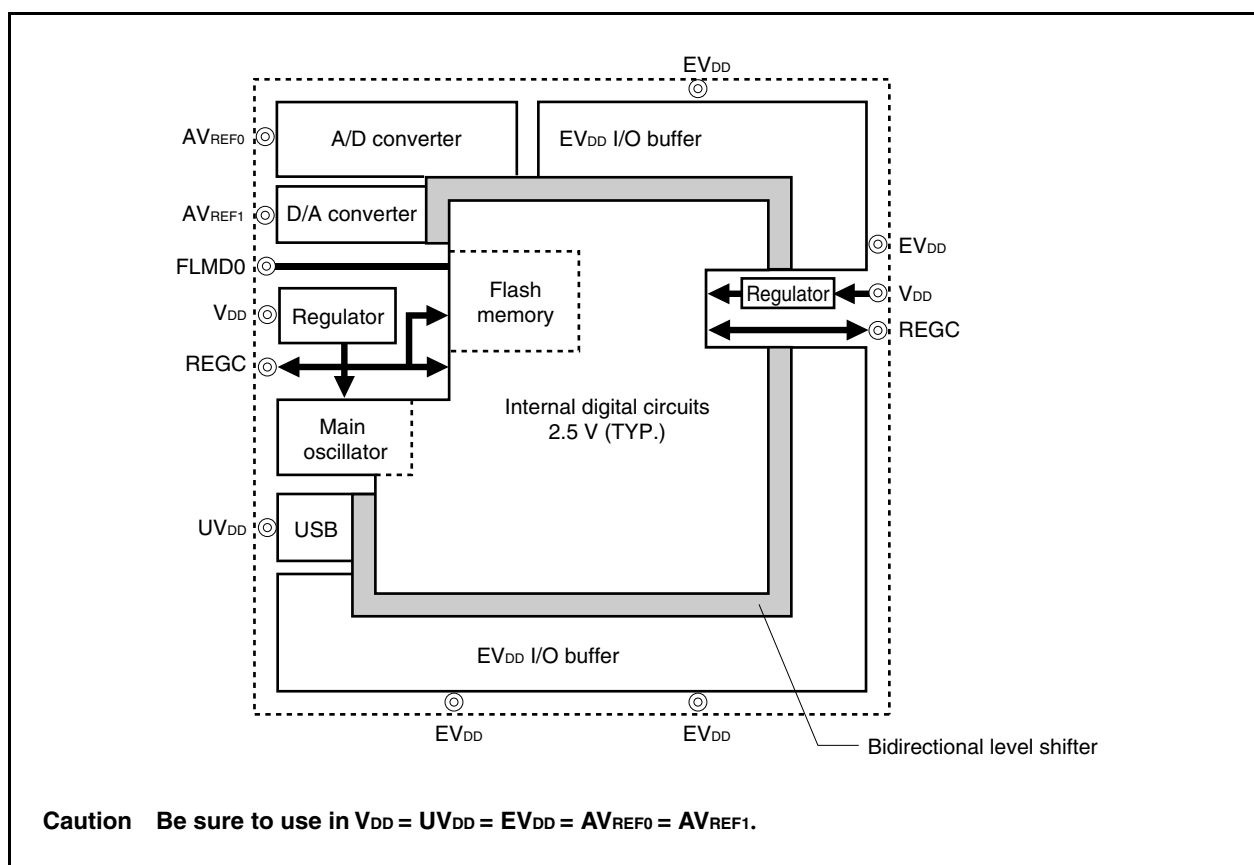 EVDD
AVREF0
A/D converter
EVDD I/O buffer
AVREF1
D/A converter
EVDD
FLMD0
Flash
memory
VDD
Regulator
Regulator
VDD
REGC
REGC
Internal digital circuits
2.5 V (TYP.)
Main
oscillator
UVDD
USB
EVDD I/O buffer
EVDD
EVDD
Bidirectional level shifter
Caution Be sure to use in VDD = UVDD = EVDD = AVREF0 = AVREF1.